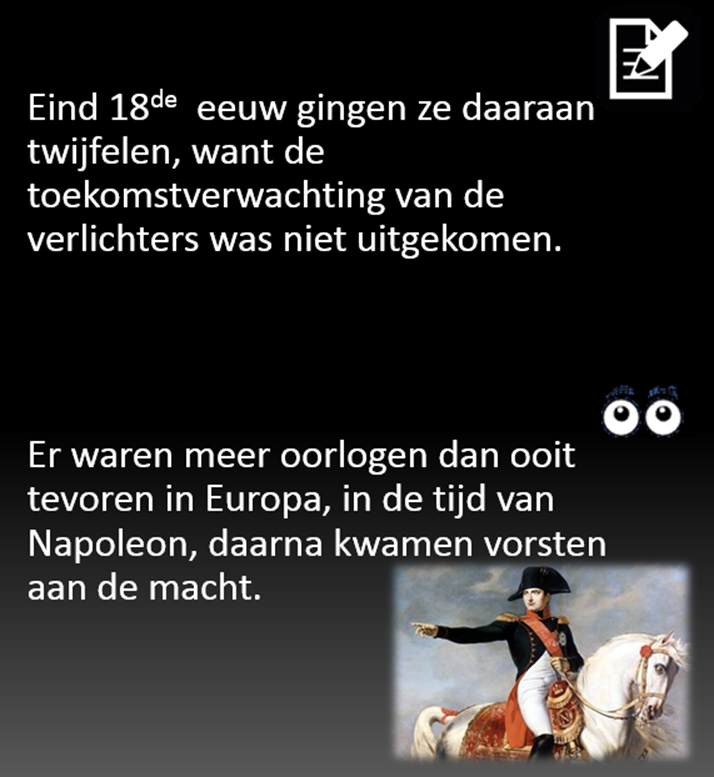 Eind 18de eeuw gingen ze daaraan
twijfelen, want de
toekomstverwachting van de
verlichters was niet uitgekomen.
Er waren meer oorlogen dan ooit
tevoren in Europa, in de tijd van
Napoleon, daarna kwamen vorsten
aan de macht.